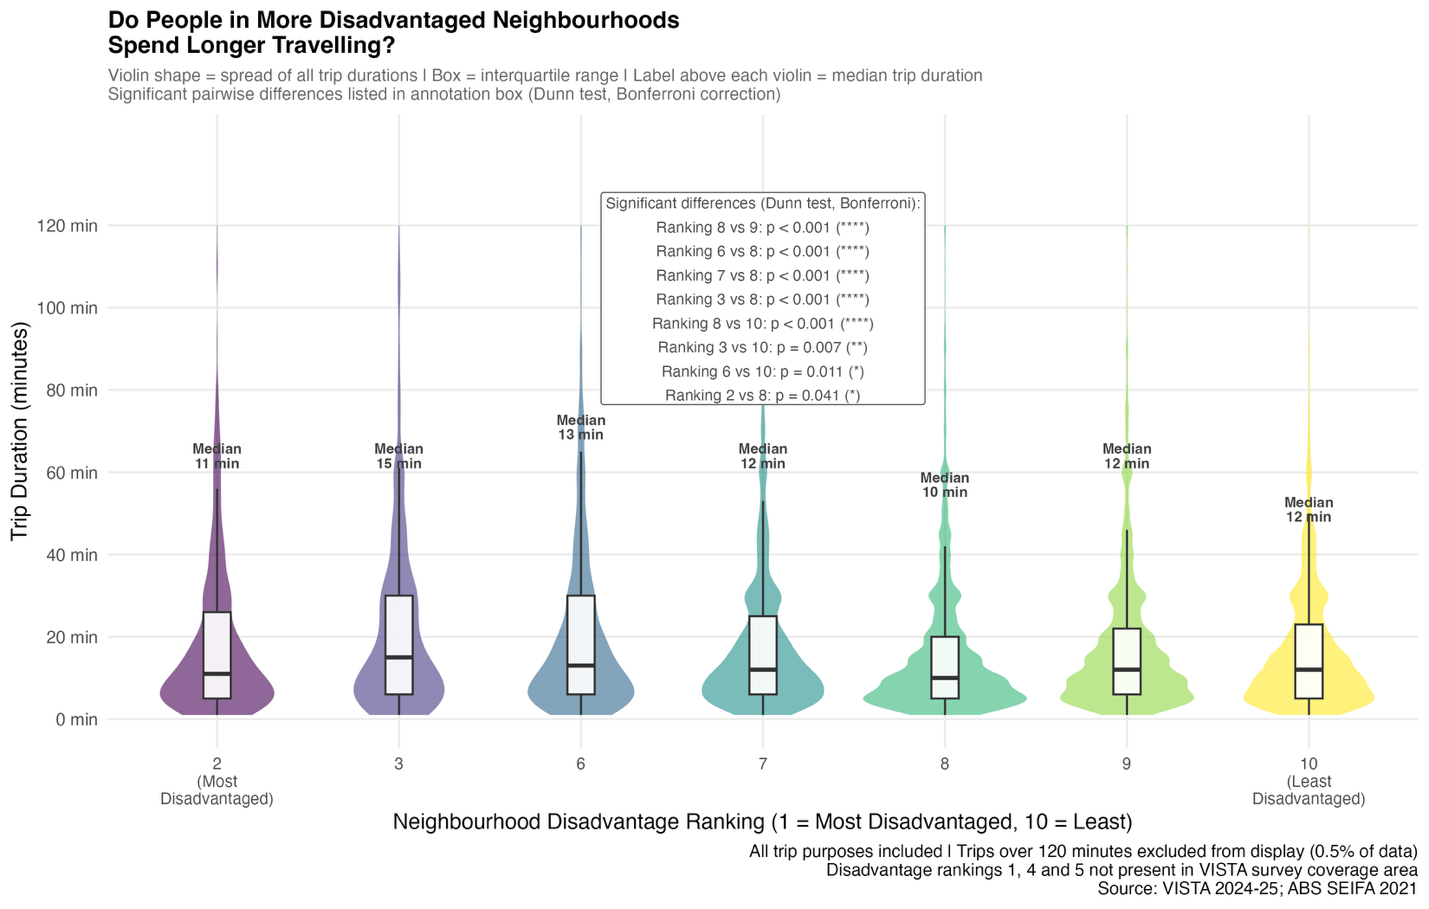 Do People in More Disadvantaged Neighbourhoods
Spend Longer Travelling?
Violin shape = spread of all trip durations | Box = interquartile range | Label above each violin = median trip duration
Significant pairwise differences listed in annotation box (Dunn test, Bonferroni correction)
Trip Duration (minutes)
120 min
100 min
80 min
60 min
40 min
20 min
0 min
Significant differences (Dunn test, Bonferroni):
Ranking 8 vs 9: p < 0.001 (****)
Ranking 6 vs 8: p < 0.001 (****)
Ranking 7 vs 8: p < 0.001 (****)
Ranking 3 vs 8: p < 0.001 (****)
Ranking 8 vs 10: p < 0.001 (****)
Ranking 3 vs 10: p = 0.007 (**)
Ranking 6 vs 10: p = 0.011 (*)
Ranking 2 vs 8: p = 0.041 (*)
Median
11 min
Median
15 min
Median
13 min
Median
12 min
Median
10 min
Median
12 min
Median
12 min
2
(Most
Disadvantaged)
3
6
7
8
9
10
(Least
Disadvantaged)
Neighbourhood Disadvantage Ranking (1 = Most Disadvantaged, 10 = Least)
All trip purposes included | Trips over 120 minutes excluded from display (0.5% of data)
Disadvantage rankings 1, 4 and 5 not present in VISTA survey coverage area
Source: VISTA 2024-25; ABS SEIFA 2021